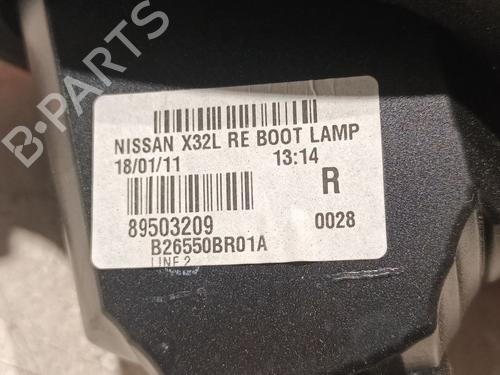 NISSAN X32L RE BOOT LAMP
18/01/11 13:14
R
89503209 0028
B26550BR01A
LINE 2
B-PARTS